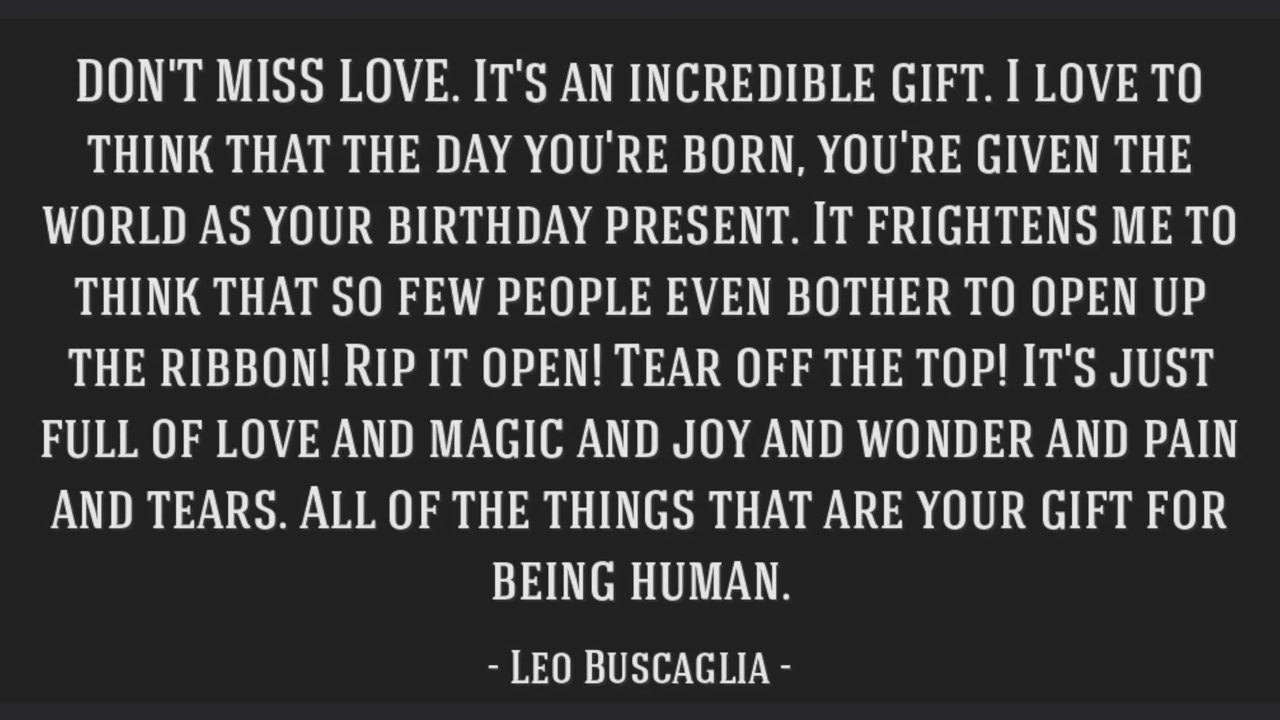 DON'T MISS LOVE. It's an incredible gift. I love to
think that the day you're born, you're given the
world as your birthday present. It frightens me to
think that so few people even bother to open up
the ribbon! Rip it open! Tear off the top! It's just
full of love and magic and joy and wonder and pain
and tears. All of the things that are your gift for
being human.
- Leo Buscaglia -